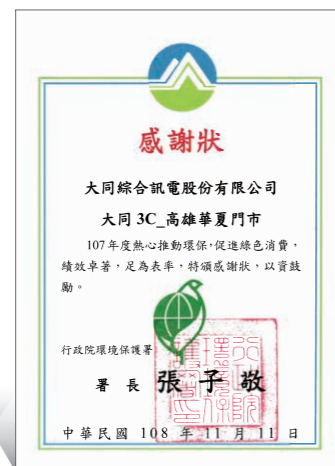 感謝狀
大同綜合訊電股份有限公司
大同 3C_高雄華夏門市
107年度熱心推動環保,促進綠色消費,
績效卓著,足為表率,特頒感謝狀,以資鼓
勵。
行政院環境保護署
署長 張子敬
中華民國 108 年 11 月 11 日